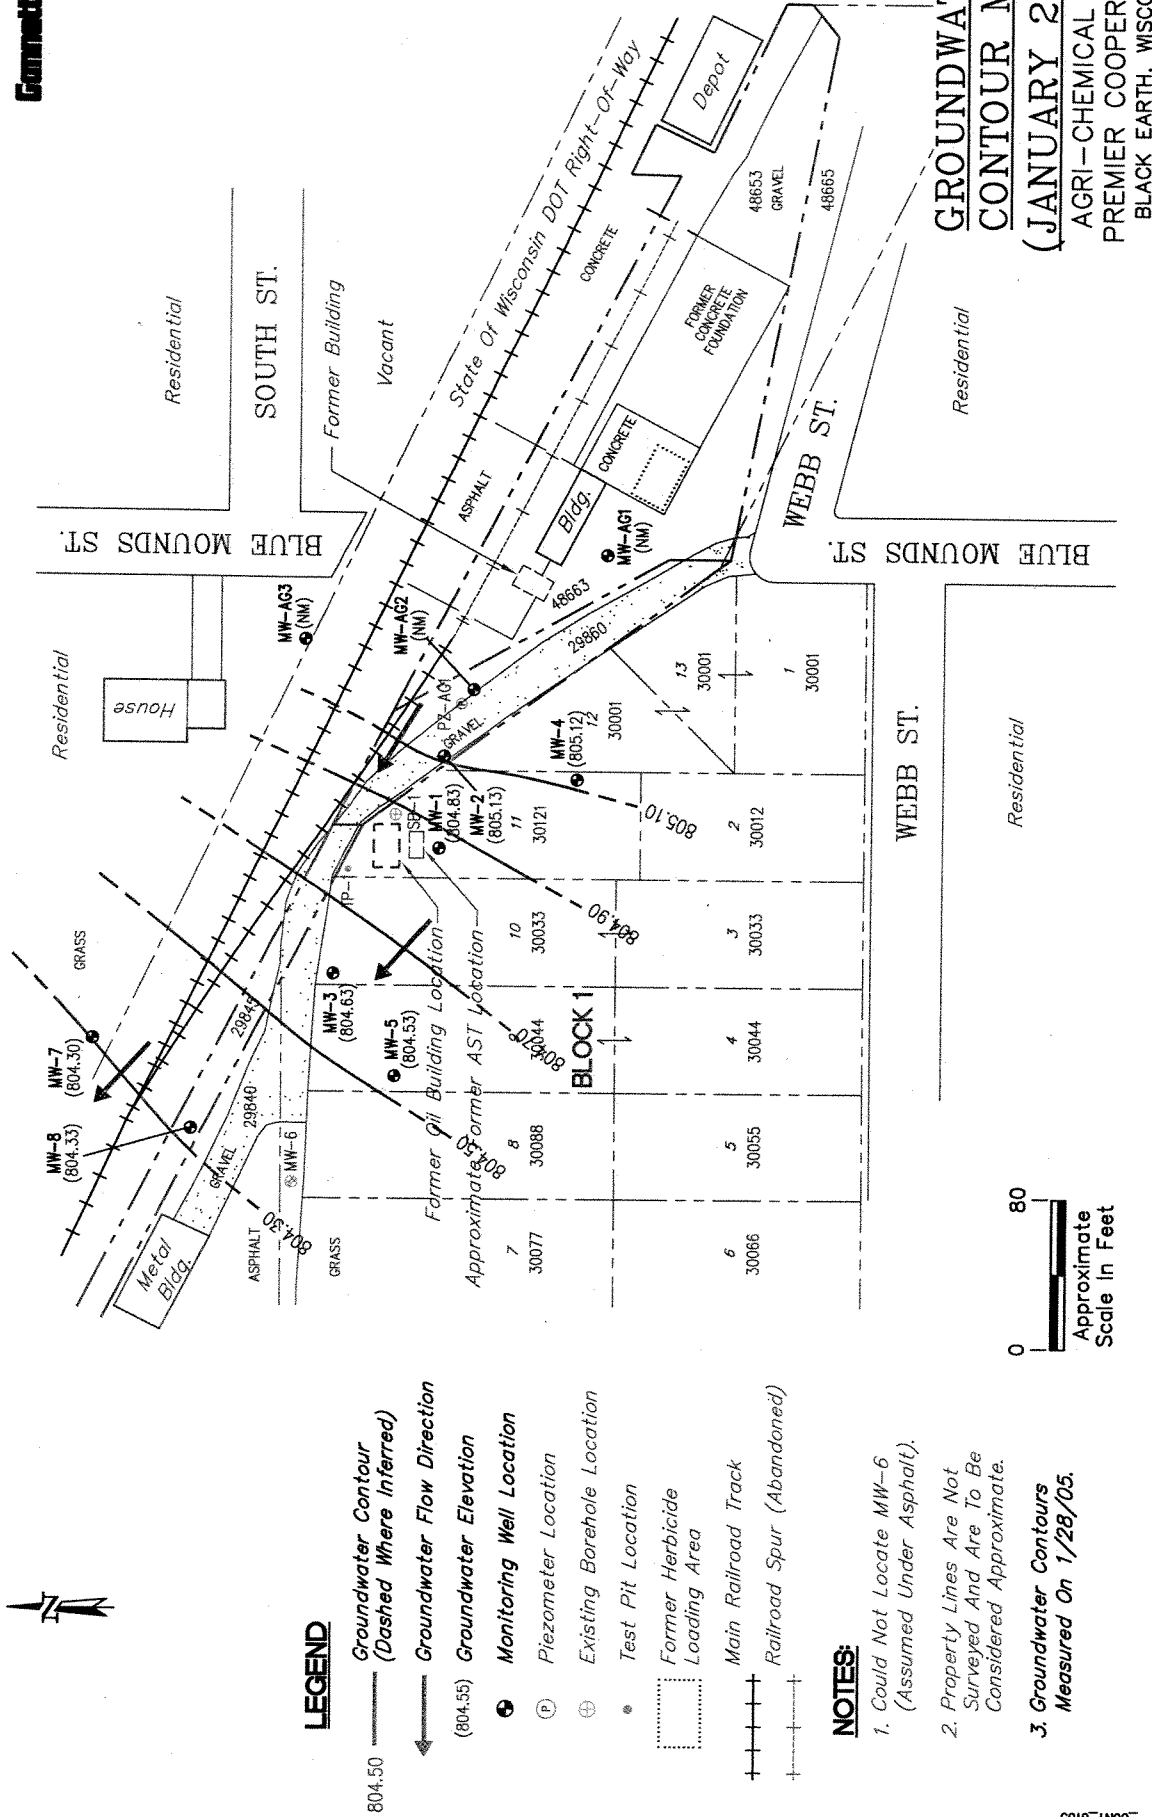 Residential
SOUTH ST.
Former Building
Vacant
Residential
BLUE MOUNDS ST.
House
MW-AG3
(NM)
MW-AG2
(NM)
State Of Wisconsin DOT Right-Of-Way
Depot
CONCRETE
ASPHALT
FORMER
CONCRETE
FOUNDATION
48653
GRAVEL
48665
CONCRETE
Bldg.
MW-AG1
(NM)
48663
29860
WEBB ST.
Residential
BLUE MOUNDS ST.
PZ-AG1
GRAVEL
MW-4
(805.12)
12
30001
13
30001
1
30001
WEBB ST.
Residential
SB-1
MW-1
(804.83)
MW-2
(805.13)
11
30121
805.10
2
30012
GRASS
10
30033
804.90
3
30033
MW-7
(804.30)
MW-8
(804.33)
29845
MW-3
(804.63)
MW-5
(804.53)
804.70
30044
BLOCK 1
4
30044
29840
GRAVEL
MW-6
Former Oil Building Location
Approximate Former AST Location
804.50
8
30088
5
30055
Metal
Bldg.
ASPHALT
804.30
GRASS
7
30077
6
30066
0
80
Approximate
Scale In Feet
N
LEGEND
804.50
Groundwater Contour
(Dashed Where Inferred)
Groundwater Flow Direction
(804.55)
Groundwater Elevation
Monitoring Well Location
P
Piezometer Location
Existing Borehole Location
Test Pit Location
Former Herbicide
Loading Area
Main Railroad Track
Railroad Spur (Abandoned)
NOTES:
1. Could Not Locate MW-6
(Assumed Under Asphalt).
2. Property Lines Are Not
Surveyed And Are To Be
Considered Approximate.
3. Groundwater Contours
Measured On 1/28/05.
GROUNDWAT
CONTOUR M
(JANUARY 2
AGRI-CHEMICAL
PREMIER COOPER
BLACK EARTH, WISCO